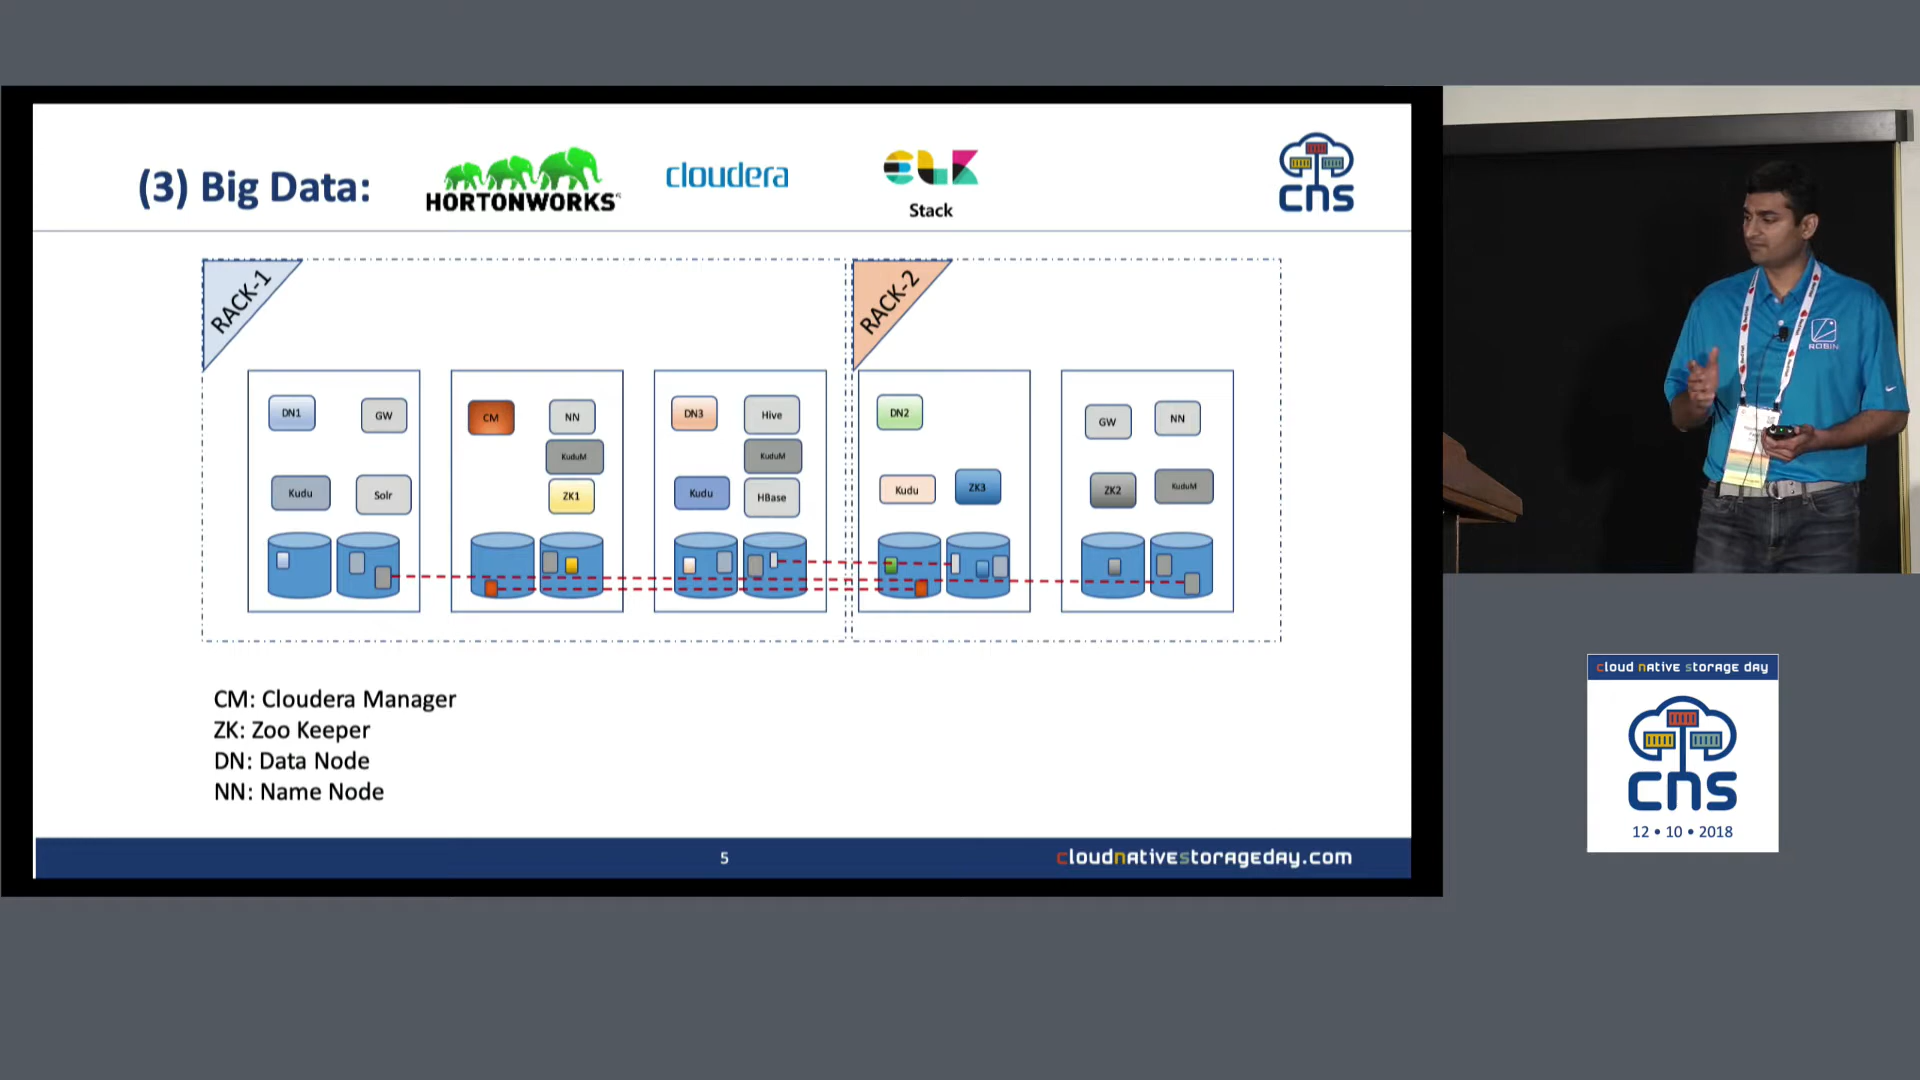 (3) Big Data:
HORTONWORKS
cloudera
ELK
Stack
cns
RACK-1
RACK-2
DN1
GW
Kudu
Solr
CM
NN
KuduM
ZK1
DN3
Hive
KuduM
Kudu
HBase
DN2
Kudu
ZK3
GW
NN
ZK2
KuduM
CM: Cloudera Manager
ZK: Zoo Keeper
DN: Data Node
NN: Name Node
5
cloudnativestorageday.com
ROBIN
cloud native storage day
cns
12 • 10 • 2018